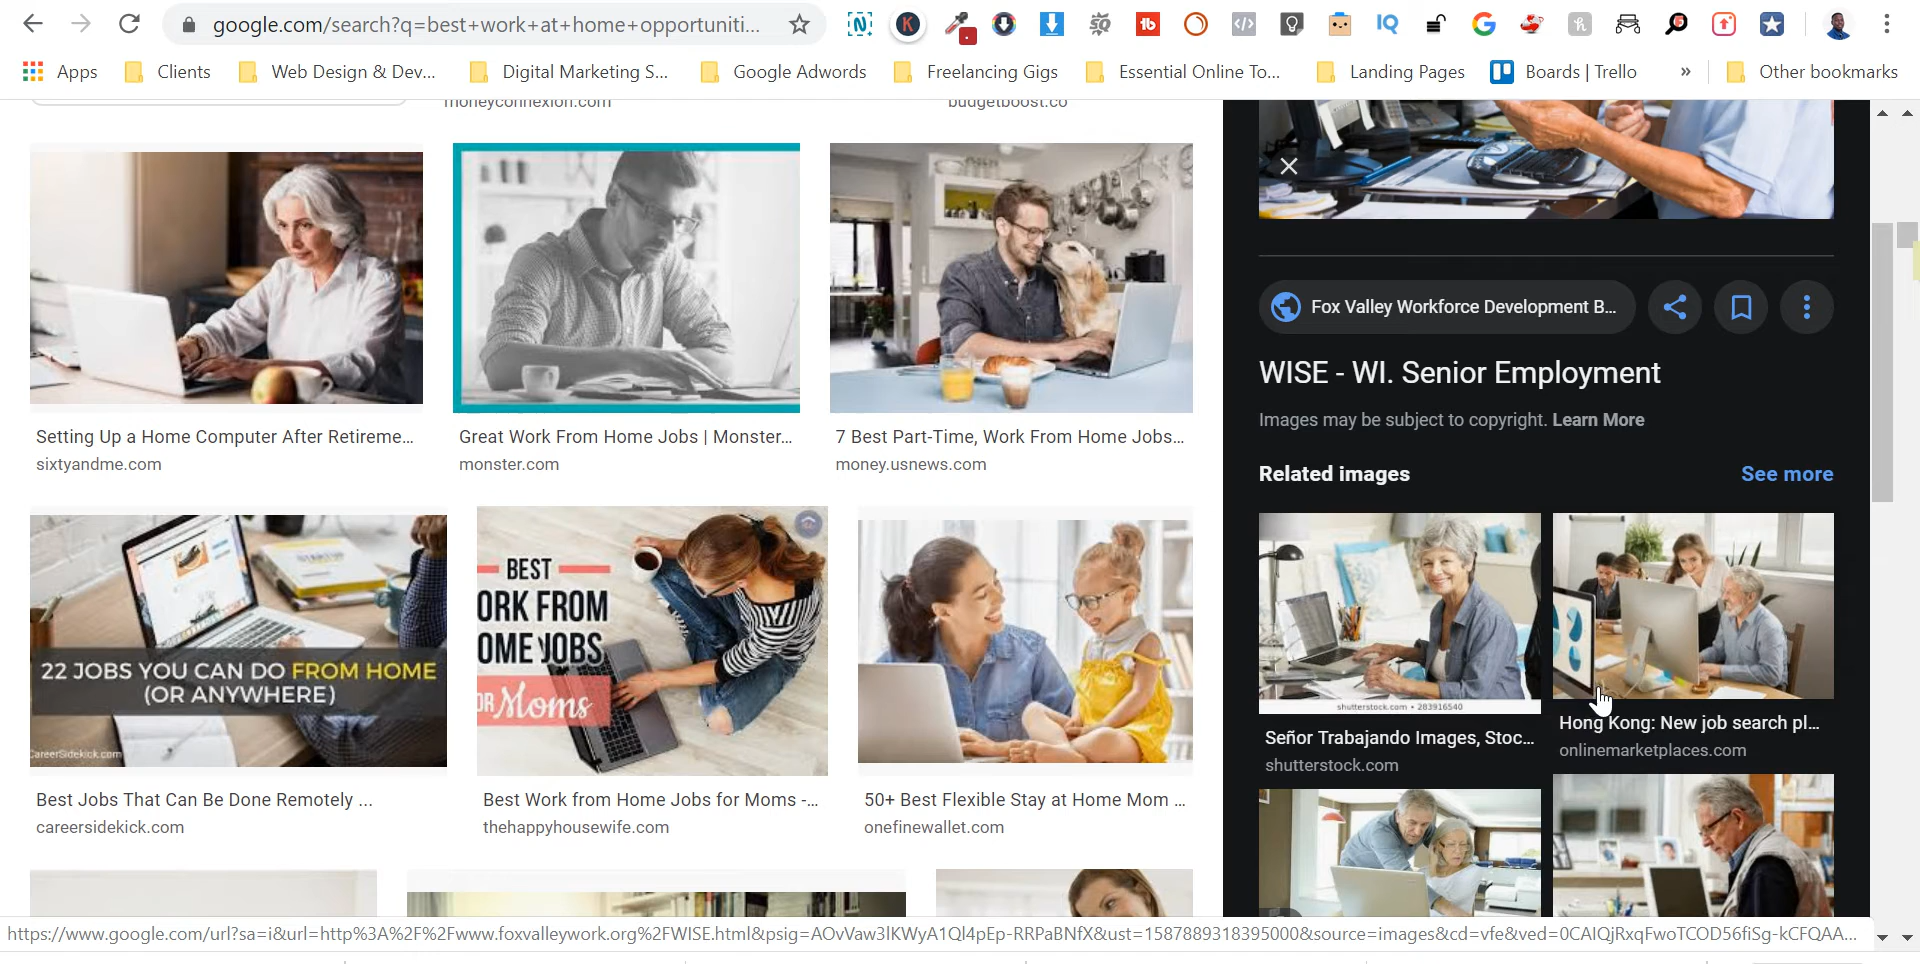 google.com/search?q=best+work+at+home+opportuniti...
Apps
Clients
Web Design & Dev...
Digital Marketing S...
Google Adwords
Freelancing Gigs
Essential Online To...
Landing Pages
Boards | Trello
»
Other bookmarks
moneyconnexion.com
budgetboost.co
Setting Up a Home Computer After Retireme...
sixtyandme.com
Great Work From Home Jobs | Monster...
monster.com
7 Best Part-Time, Work From Home Jobs...
money.usnews.com
STARTUP
22 JOBS YOU CAN DO FROM HOME
(OR ANYWHERE)
CareerSidekick.com
BEST
ORK FROM
OME JOBS
OR Moms
Best Jobs That Can Be Done Remotely ...
careersidekick.com
Best Work from Home Jobs for Moms -...
thehappyhousewife.com
50+ Best Flexible Stay at Home Mom ...
onefinewallet.com
Fox Valley Workforce Development B...
WISE - WI. Senior Employment
Images may be subject to copyright. Learn More
Related images
See more
shutterstock.com • 283916540
Señor Trabajando Images, Stoc...
shutterstock.com
Hong Kong: New job search pl...
onlinemarketplaces.com
https://www.google.com/url?sa=i&url=http%3A%2F%2Fwww.foxvalleywork.org%2FWISE.html&psig=AOvVaw3lKWyA1Ql4pEp-RRPaBNfX&ust=1587889318395000&source=images&cd=vfe&ved=0CAIQjRxqFwoTCOD56fiSg-kCFQAA...